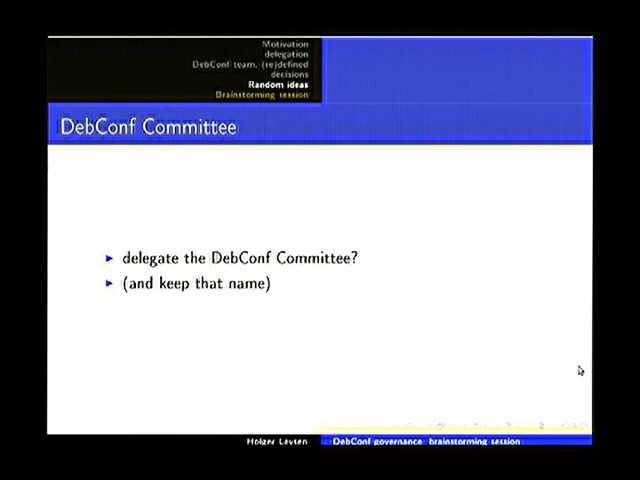 Motivation
delegation
DebConf team, (re)defined
decisions
Random ideas
Brainstorming session
DebConf Committee
delegate the DebConf Committee?
(and keep that name)
Holger Levsen
DebConf governance brainstorming session